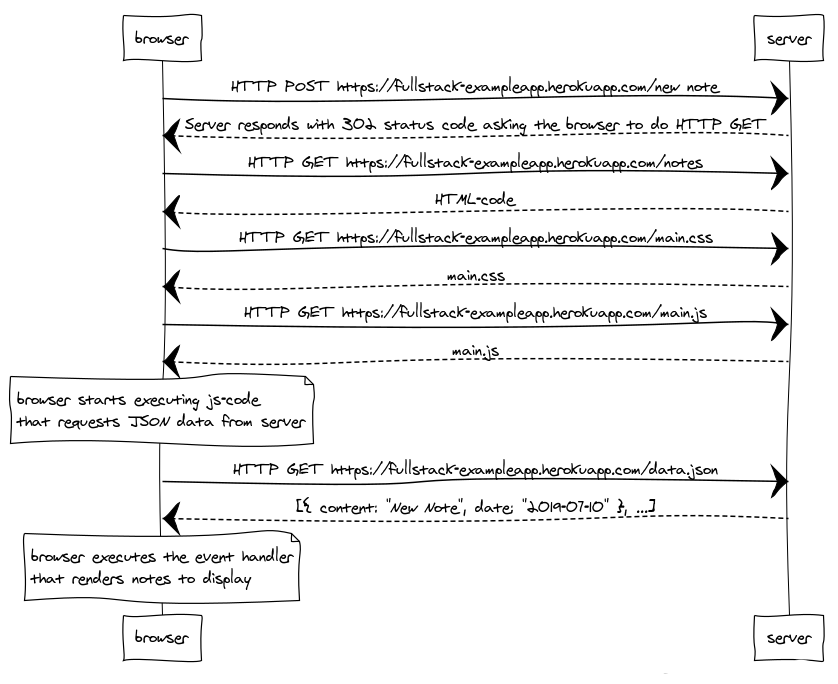 browser
server
HTTP POST https://fullstack-exampleapp.herokuapp.com/new note
Server responds with 302 status code asking the browser to do HTTP GET
HTTP GET https://fullstack-exampleapp.herokuapp.com/notes
HTML-code
HTTP GET https://fullstack-exampleapp.herokuapp.com/main.css
main.css
HTTP GET https://fullstack-exampleapp.herokuapp.com/main.js
main.js
browser starts executing js-code
that requests JSON data from server
HTTP GET https://fullstack-exampleapp.herokuapp.com/data.json
[{ content: "New Note", date: "2019-07-10" }, ...]
browser executes the event handler
that renders notes to display
browser
server